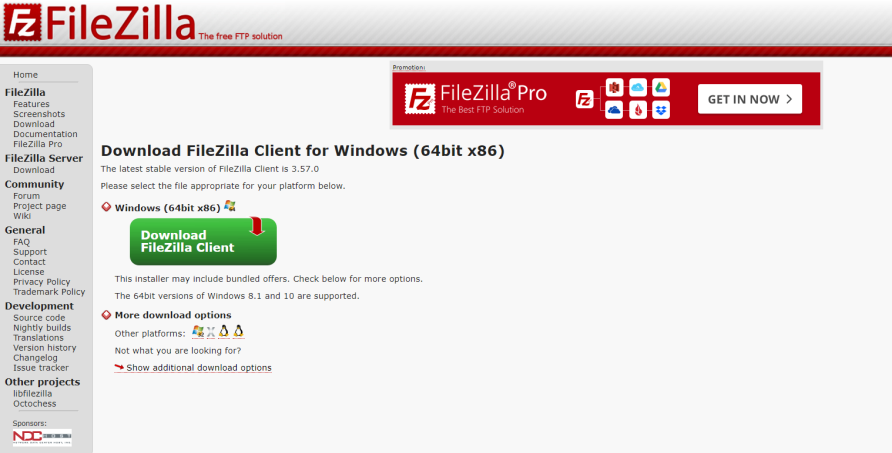 Fz FileZilla The free FTP solution
Home
FileZilla
Features
Screenshots
Download
Documentation
FileZilla Pro
FileZilla Server
Download
Community
Forum
Project page
Wiki
General
FAQ
Support
Contact
License
Privacy Policy
Trademark Policy
Development
Source code
Nightly builds
Translations
Version history
Changelog
Issue tracker
Other projects
libfilezilla
Octochess
Sponsors:
NDC
Promotion:
Fz FileZilla® Pro
The Best FTP Solution
Fz
GET IN NOW >
Download FileZilla Client for Windows (64bit x86)
The latest stable version of FileZilla Client is 3.57.0
Please select the file appropriate for your platform below.
Windows (64bit x86)
Download
FileZilla Client
This installer may include bundled offers. Check below for more options.
The 64bit versions of Windows 8.1 and 10 are supported.
More download options
Other platforms:
Not what you are looking for?
Show additional download options